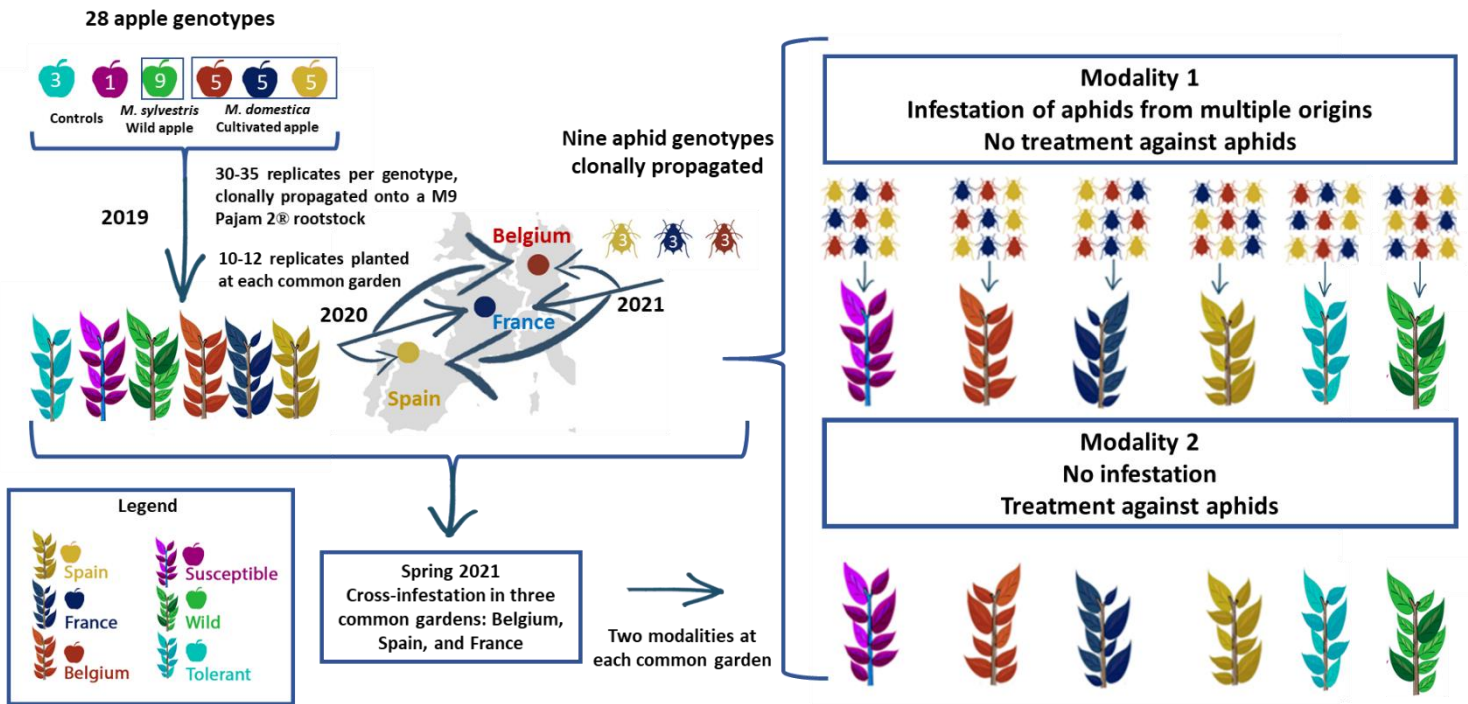 28 apple genotypes
3 1 9 5 5 5
Controls
M. sylvestris
Wild apple
M. domestica
Cultivated apple
2019
30-35 replicates per genotype,
clonally propagated onto a M9
Pajam 2® rootstock
10-12 replicates planted
at each common garden
Nine aphid genotypes
clonally propagated
3 3 3
Belgium
2020
France
2021
Spain
Legend
Spain
France
Belgium
Susceptible
Wild
Tolerant
Spring 2021
Cross-infestation in three
common gardens: Belgium,
Spain, and France
Two modalities at
each common garden
Modality 1
Infestation of aphids from multiple origins
No treatment against aphids
Modality 2
No infestation
Treatment against aphids